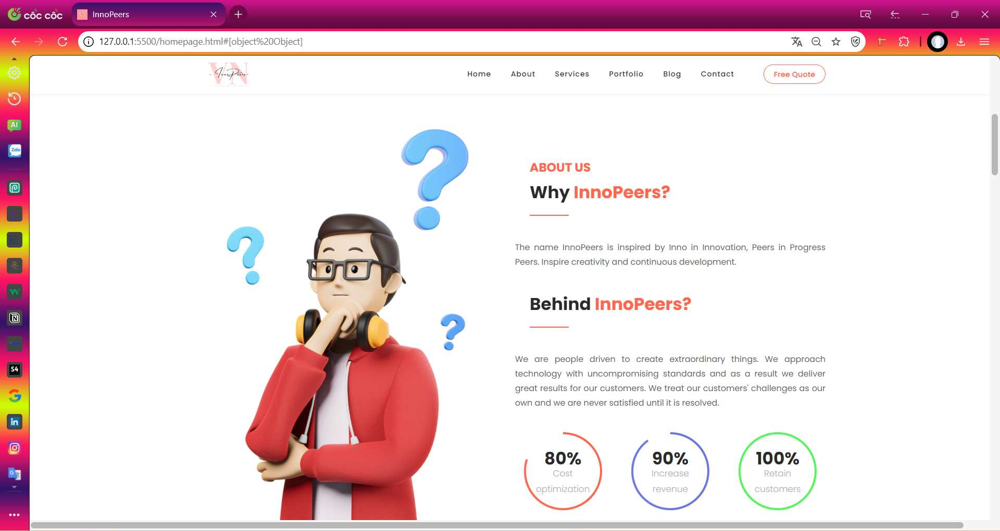 cốc cốc
InnoPeers
127.0.0.1:5500/homepage.html#[object%20Object]
VN
InnoPeers
Home About Services Portfolio Blog Contact Free Quote
AI
Zalo
ABOUT US
Why InnoPeers?
The name InnoPeers is inspired by Inno in Innovation, Peers in Progress
Peers. Inspire creativity and continuous development.
Behind InnoPeers?
We are people driven to create extraordinary things. We approach
technology with uncompromising standards and as a result we deliver
great results for our customers. We treat our customers' challenges as our
own and we are never satisfied until it is resolved.
S4
in
80%
Cost
optimization
90%
Increase
revenue
100%
Retain
customers